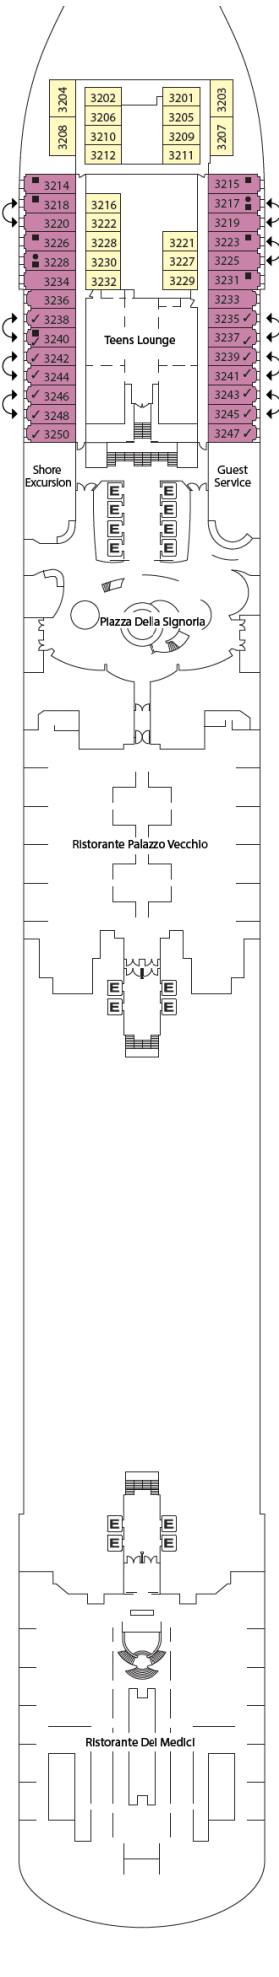 3204 3202 3201 3203
3206 3205
3208 3210 3209 3207
3212 3211
3214 3215
3218 3216 3217
3220 3222 3219
3226 3228 3221 3223
3228 3230 3227 3225
3234 3232 3229 3231
3236 3233
3238 3235
3240 Teens Lounge 3237
3242 3239
3244 3241
3246 3243
3248 3245
3250 3247
Shore
Excursion
Guest
Service
E E
E E
E E
E E
Piazza Della Signoria
Ristorante Palazzo Vecchio
E E
E E
E E
E E
Ristorante Dei Medici